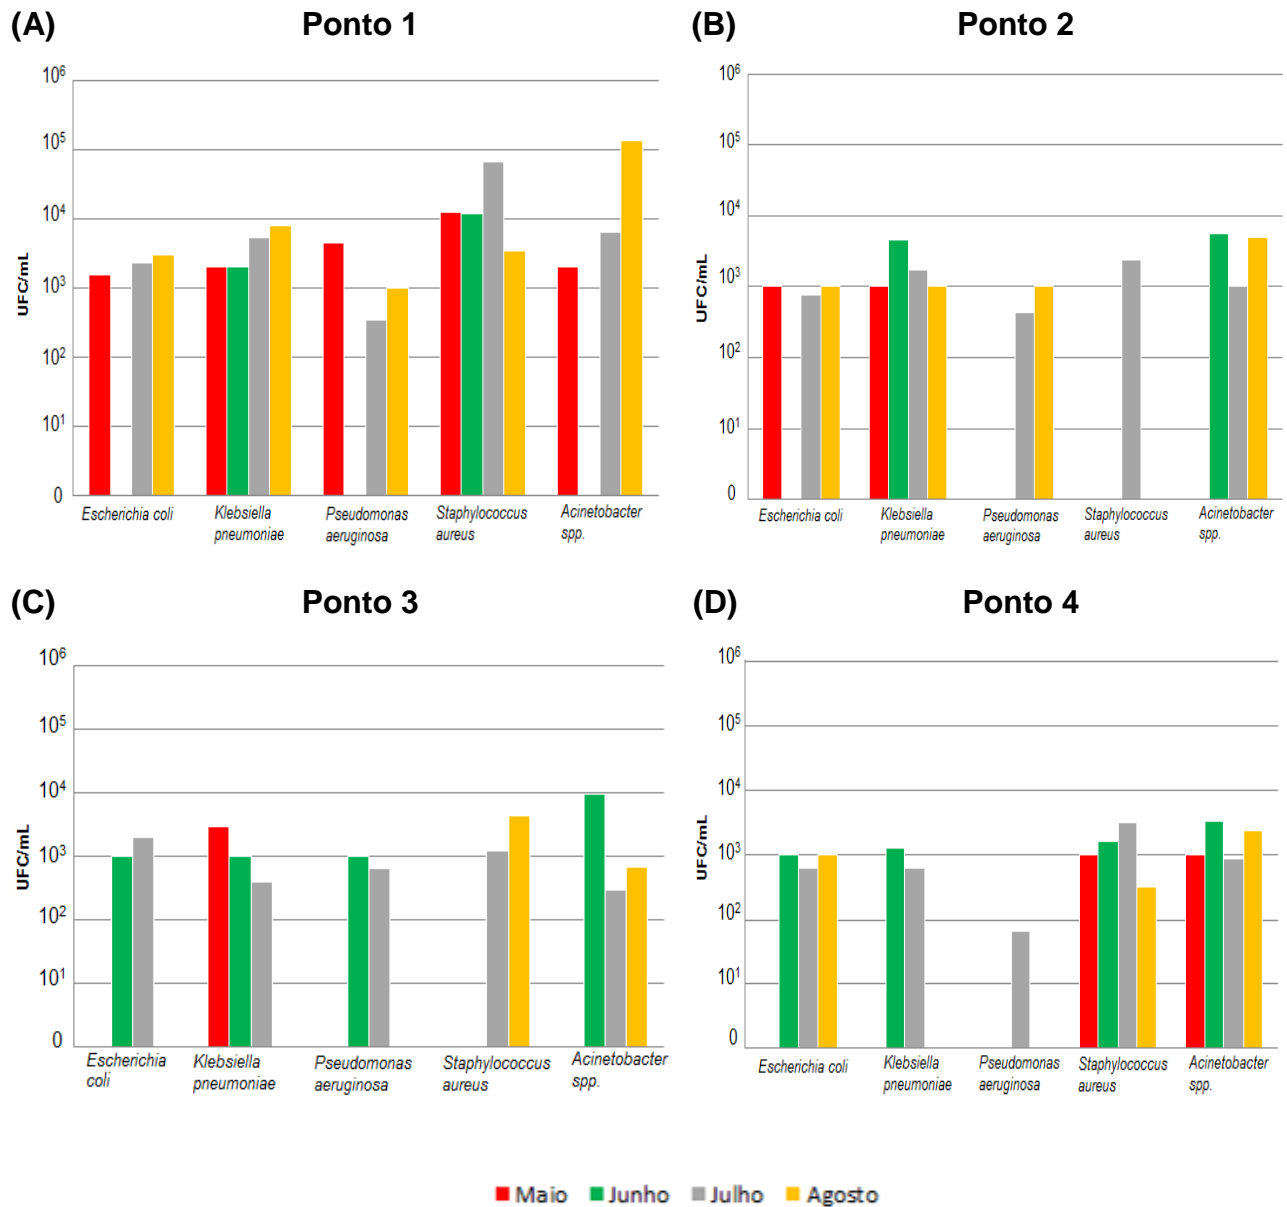 (A) Ponto 1
10⁶
10⁵
10⁴
10³
10²
10¹
0
UFC/mL
Escherichia coli
Klebsiella
pneumoniae
Pseudomonas
aeruginosa
Staphylococcus
aureus
Acinetobacter
spp.
(B) Ponto 2
10⁶
10⁵
10⁴
10³
10²
10¹
0
UFC/mL
Escherichia coli
Klebsiella
pneumoniae
Pseudomonas
aeruginosa
Staphylococcus
aureus
Acinetobacter
spp.
(C) Ponto 3
10⁶
10⁵
10⁴
10³
10²
10¹
0
UFC/mL
Escherichia
coli
Klebsiella
pneumoniae
Pseudomonas
aeruginosa
Staphylococcus
aureus
Acinetobacter
spp.
(D) Ponto 4
10⁶
10⁵
10⁴
10³
10²
10¹
0
UFC/mL
Escherichia coli
Klebsiella
pneumoniae
Pseudomonas
aeruginosa
Staphylococcus
aureus
Acinetobacter
spp.
Maio Junho Julho Agosto